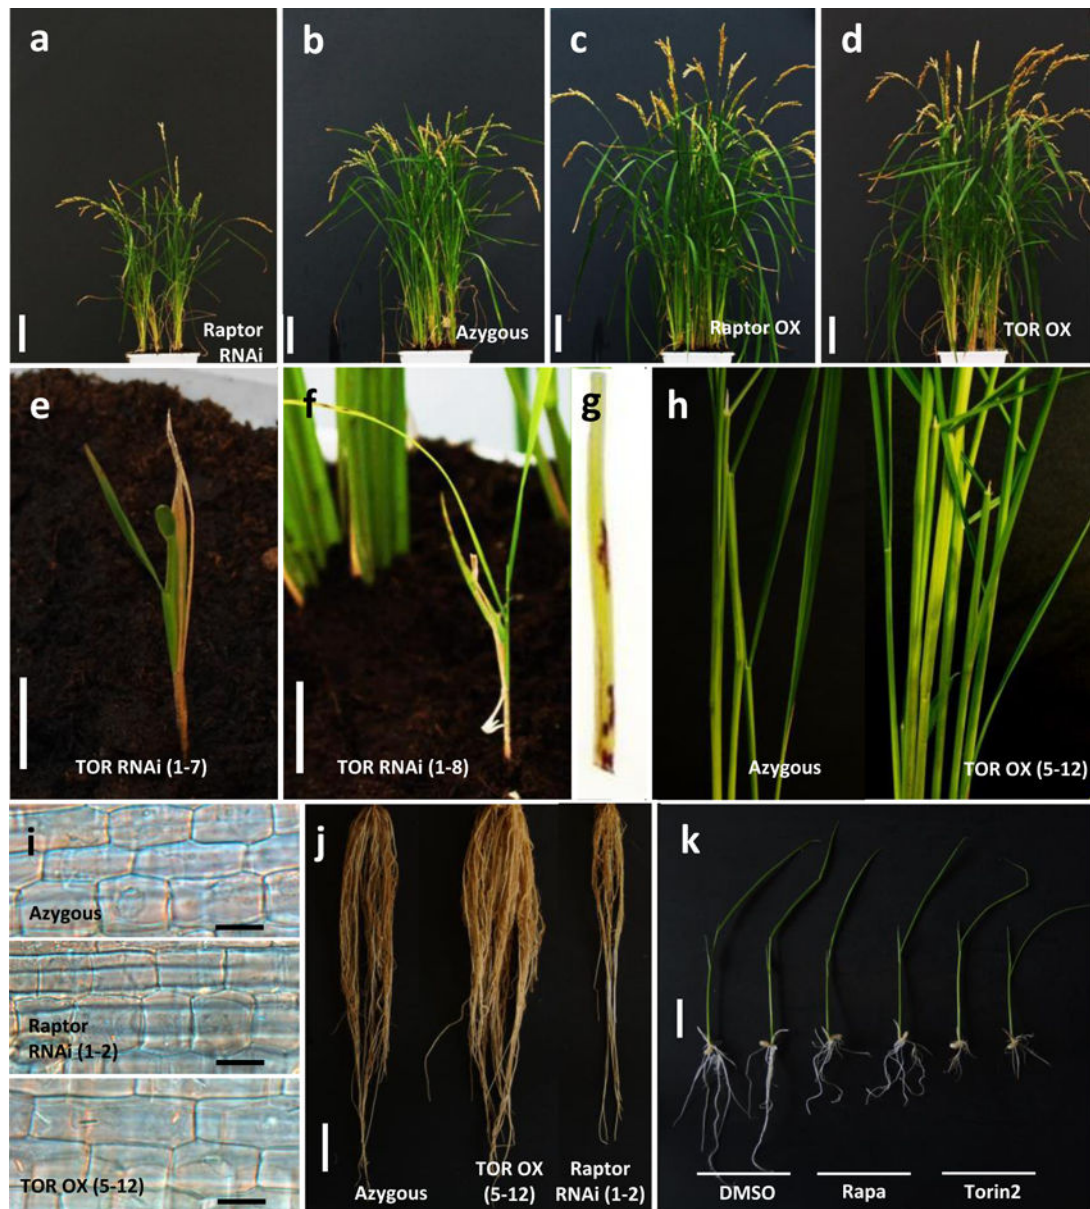 a
Raptor
RNAi
b
Azygous
c
Raptor OX
d
TOR OX
e
TOR RNAi (1-7)
f
TOR RNAi (1-8)
g
h
Azygous
TOR OX (5-12)
i
Azygous
Raptor
RNAi (1-2)
TOR OX (5-12)
j
Azygous
TOR OX
(5-12)
Raptor
RNAi (1-2)
k
DMSO
Rapa
Torin2